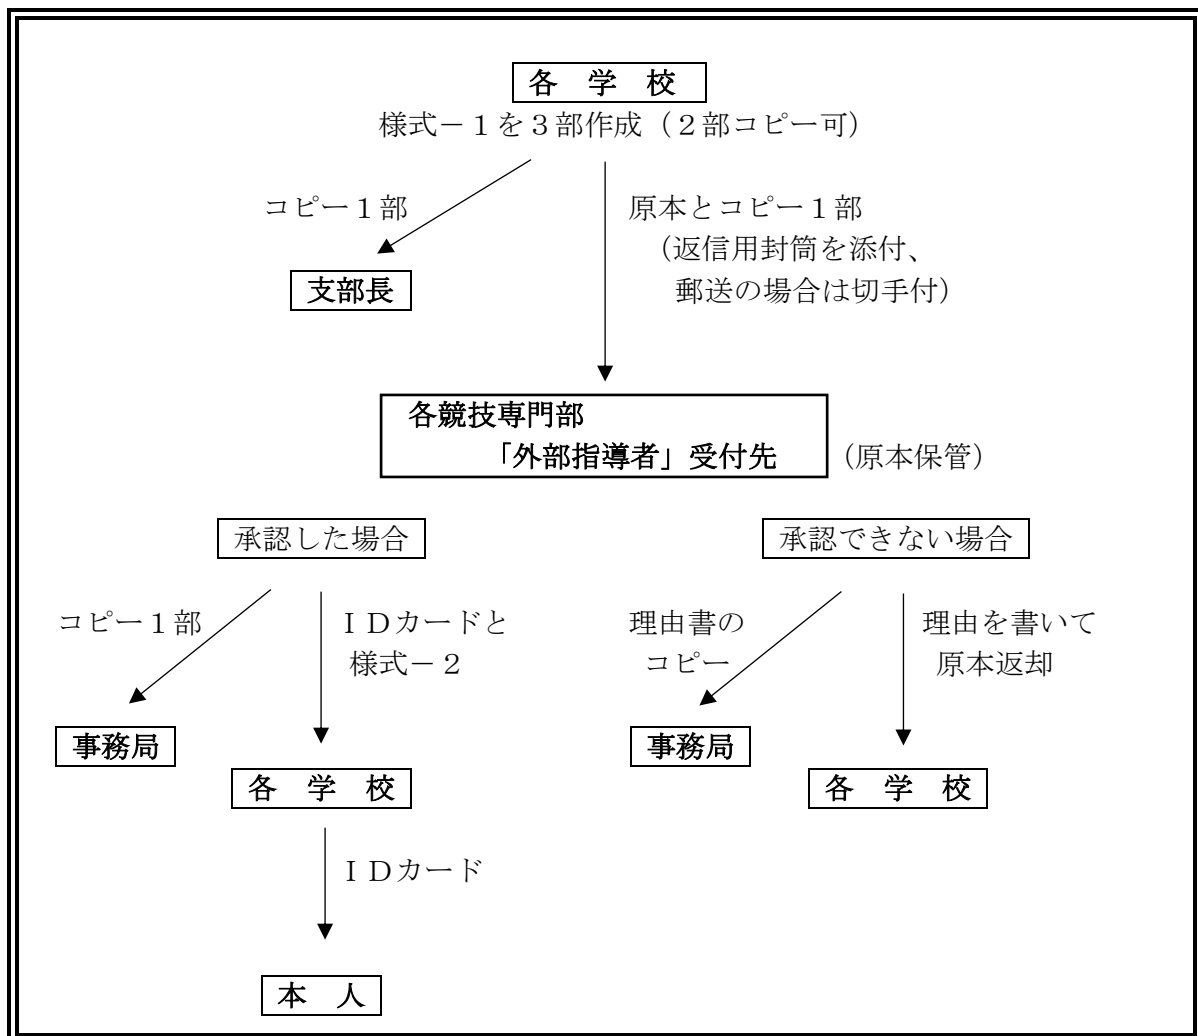 各　学　校
様式－１を３部作成（２部コピー可）
コピー１部
原本とコピー１部
（返信用封筒を添付、
郵送の場合は切手付）
支部長
各競技専門部
「外部指導者」受付先
（原本保管）
承認した場合
承認できない場合
コピー１部
ＩＤカードと
様式－２
理由書の
コピー
理由を書いて
原本返却
事務局
各　学　校
事務局
各　学　校
ＩＤカード
本　人